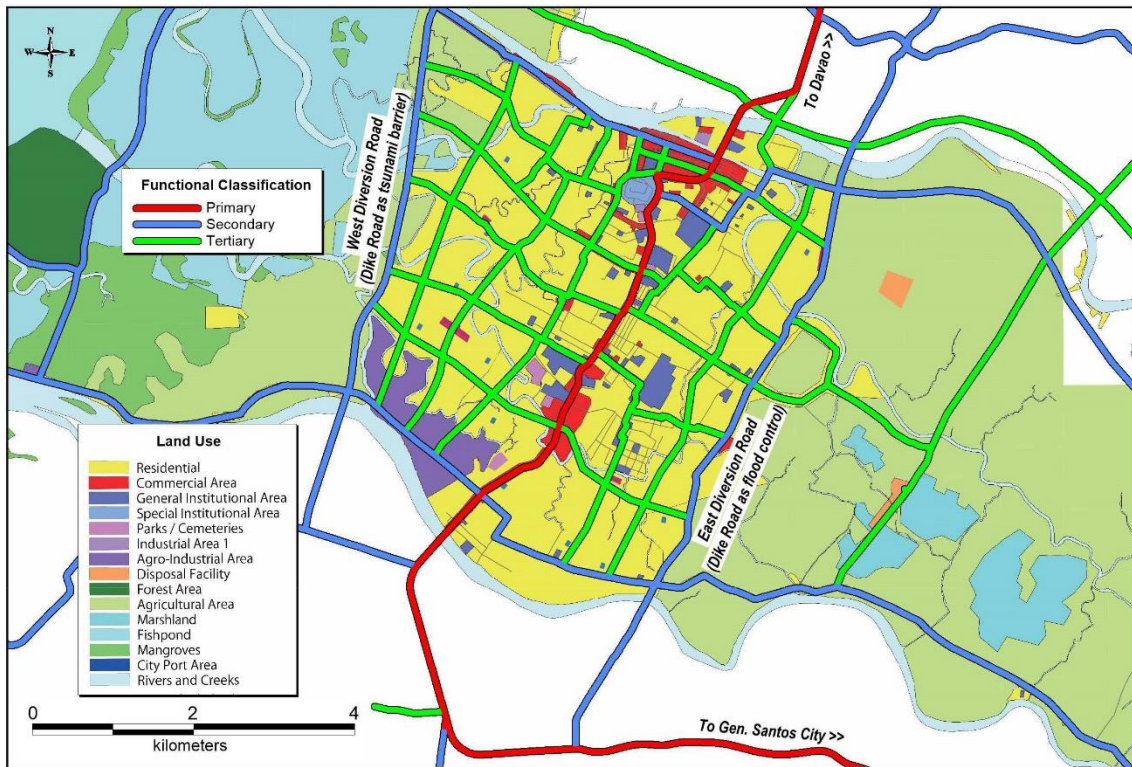 N
W E
S
To Davao >>
West Diversion Road
(Dike Road as tsunami barrier)
Functional Classification
Primary
Secondary
Tertiary
East Diversion Road
(Dike Road as flood control)
Land Use
Residential
Commercial Area
General Institutional Area
Special Institutional Area
Parks / Cemeteries
Industrial Area 1
Agro-Industrial Area
Disposal Facility
Forest Area
Agricultural Area
Marshland
Fishpond
Mangroves
City Port Area
Rivers and Creeks
0 2 4
kilometers
To Gen. Santos City >>